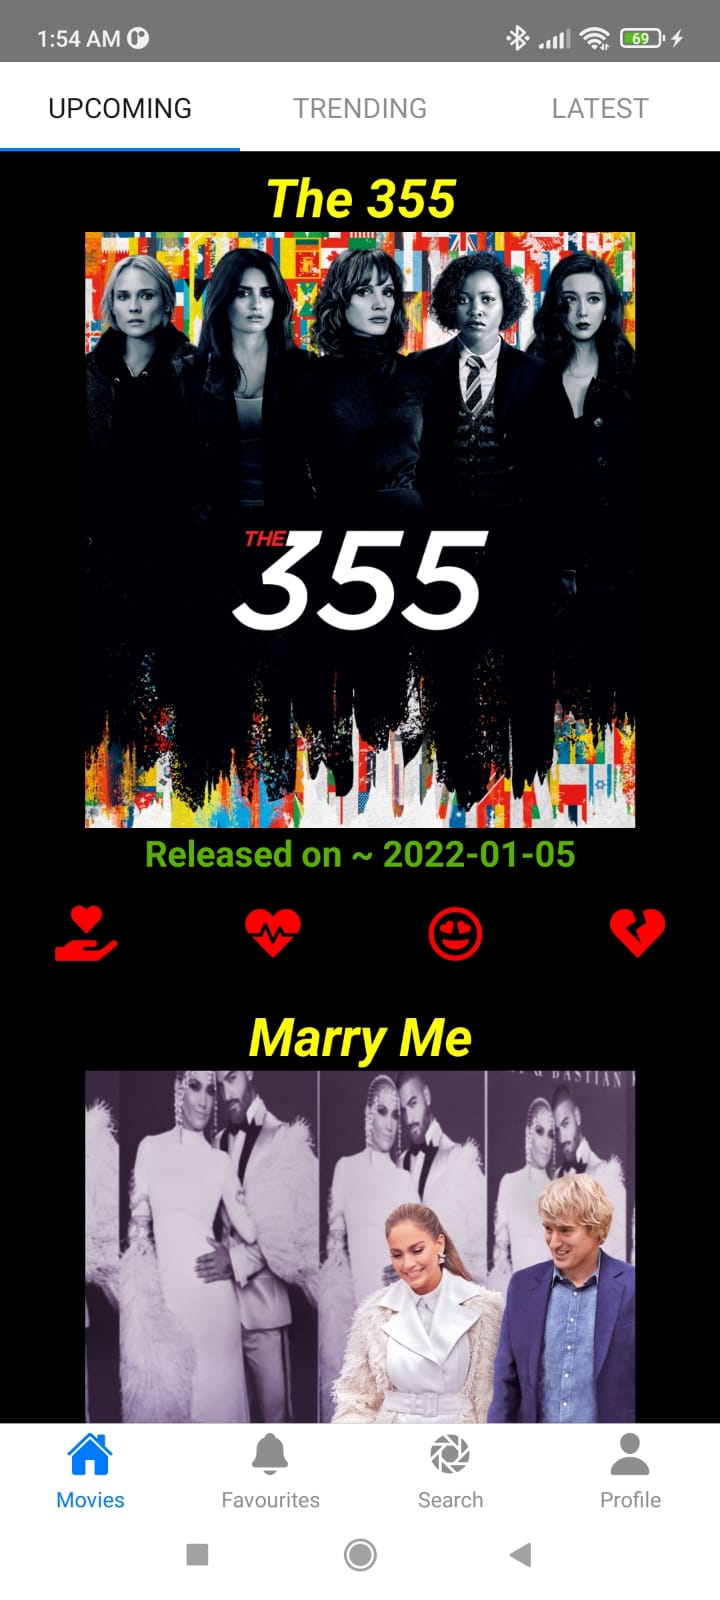 1:54 AM
69
UPCOMING TRENDING LATEST
The 355
THE
355
Released on ~ 2022-01-05
Marry Me
& BASTIAN
Movies Favourites Search Profile